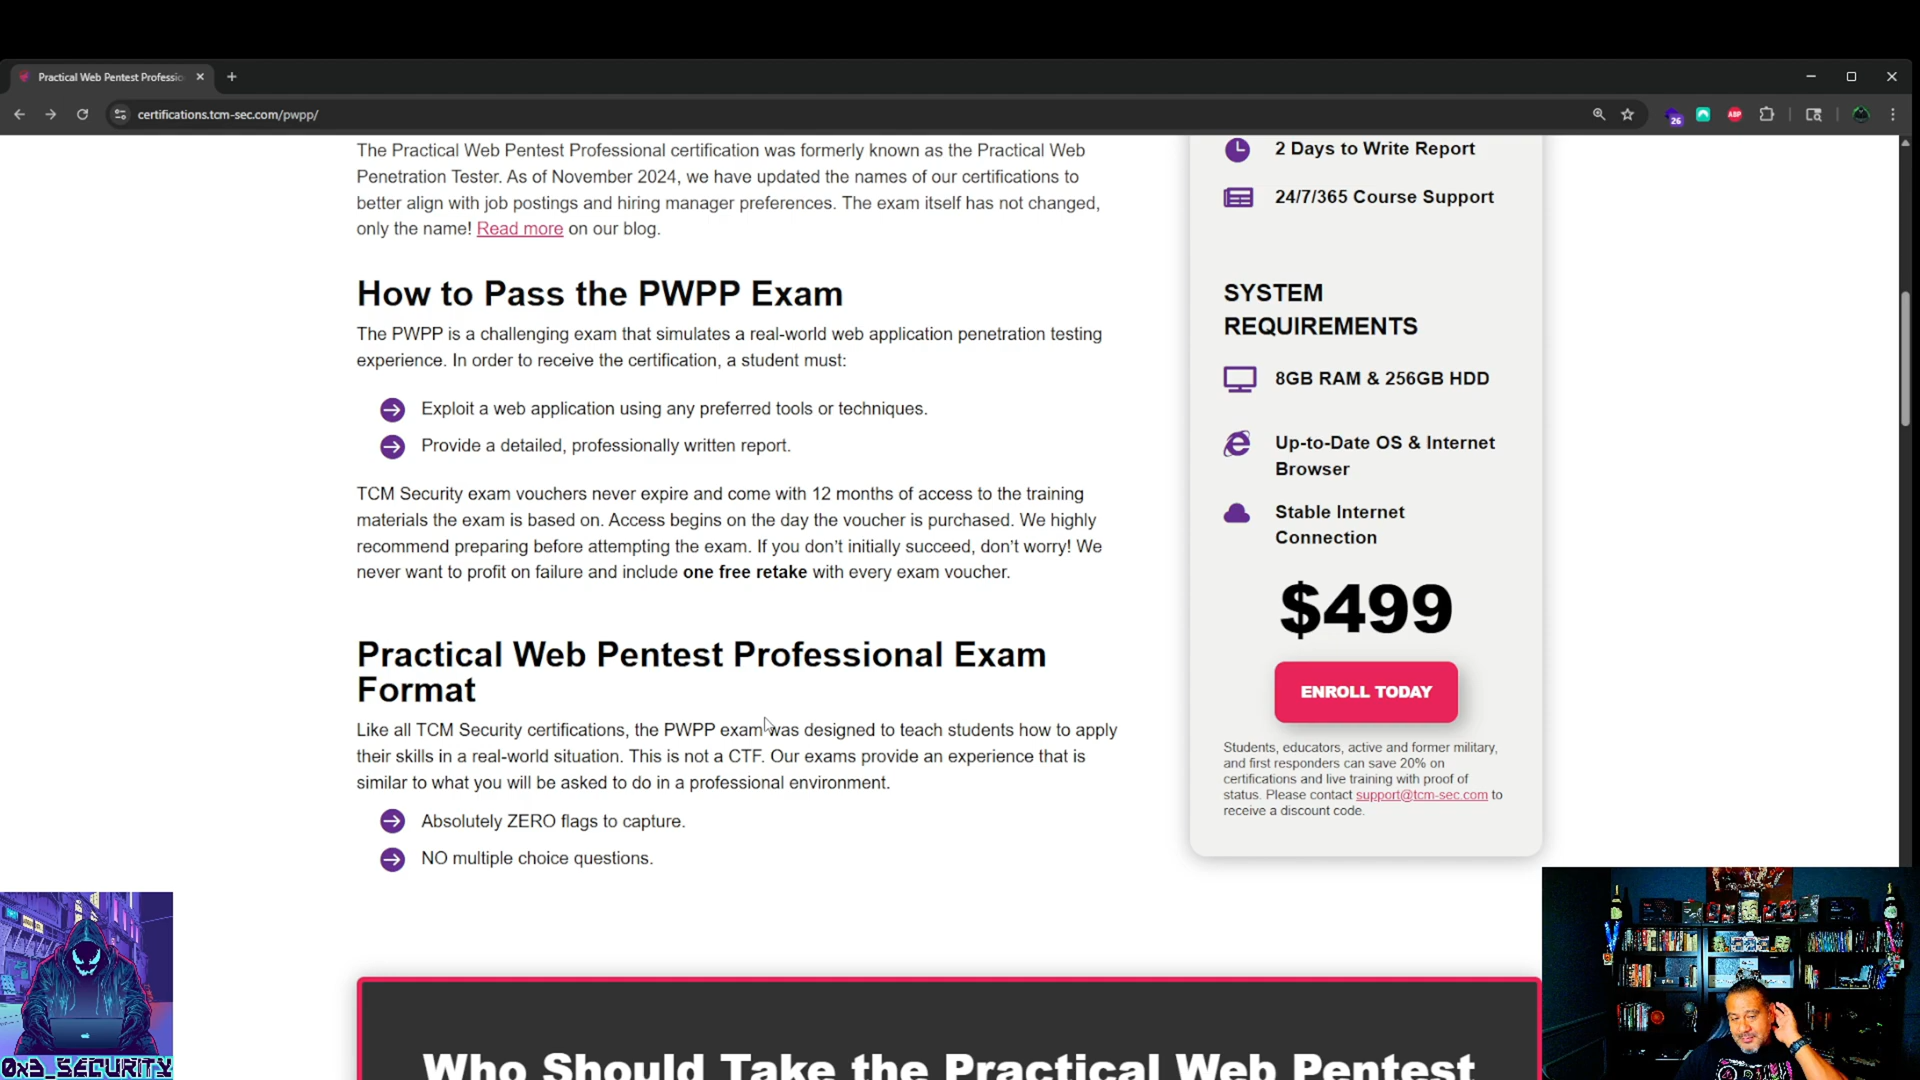 Practical Web Pentest Professio
certifications.tcm-sec.com/pwpp/
26
ABP
The Practical Web Pentest Professional certification was formerly known as the Practical Web
Penetration Tester. As of November 2024, we have updated the names of our certifications to
better align with job postings and hiring manager preferences. The exam itself has not changed,
only the name! Read more on our blog.
How to Pass the PWPP Exam
The PWPP is a challenging exam that simulates a real-world web application penetration testing
experience. In order to receive the certification, a student must:
Exploit a web application using any preferred tools or techniques.
Provide a detailed, professionally written report.
TCM Security exam vouchers never expire and come with 12 months of access to the training
materials the exam is based on. Access begins on the day the voucher is purchased. We highly
recommend preparing before attempting the exam. If you don’t initially succeed, don’t worry! We
never want to profit on failure and include one free retake with every exam voucher.
Practical Web Pentest Professional Exam
Format
Like all TCM Security certifications, the PWPP exam was designed to teach students how to apply
their skills in a real-world situation. This is not a CTF. Our exams provide an experience that is
similar to what you will be asked to do in a professional environment.
Absolutely ZERO flags to capture.
NO multiple choice questions.
2 Days to Write Report
24/7/365 Course Support
SYSTEM
REQUIREMENTS
8GB RAM & 256GB HDD
Up-to-Date OS & Internet
Browser
Stable Internet
Connection
$499
ENROLL TODAY
Students, educators, active and former military,
and first responders can save 20% on
certifications and live training with proof of
status. Please contact support@tcm-sec.com to
receive a discount code.
Who Should Take the Practical Web Pentest
0x3_SECURITY